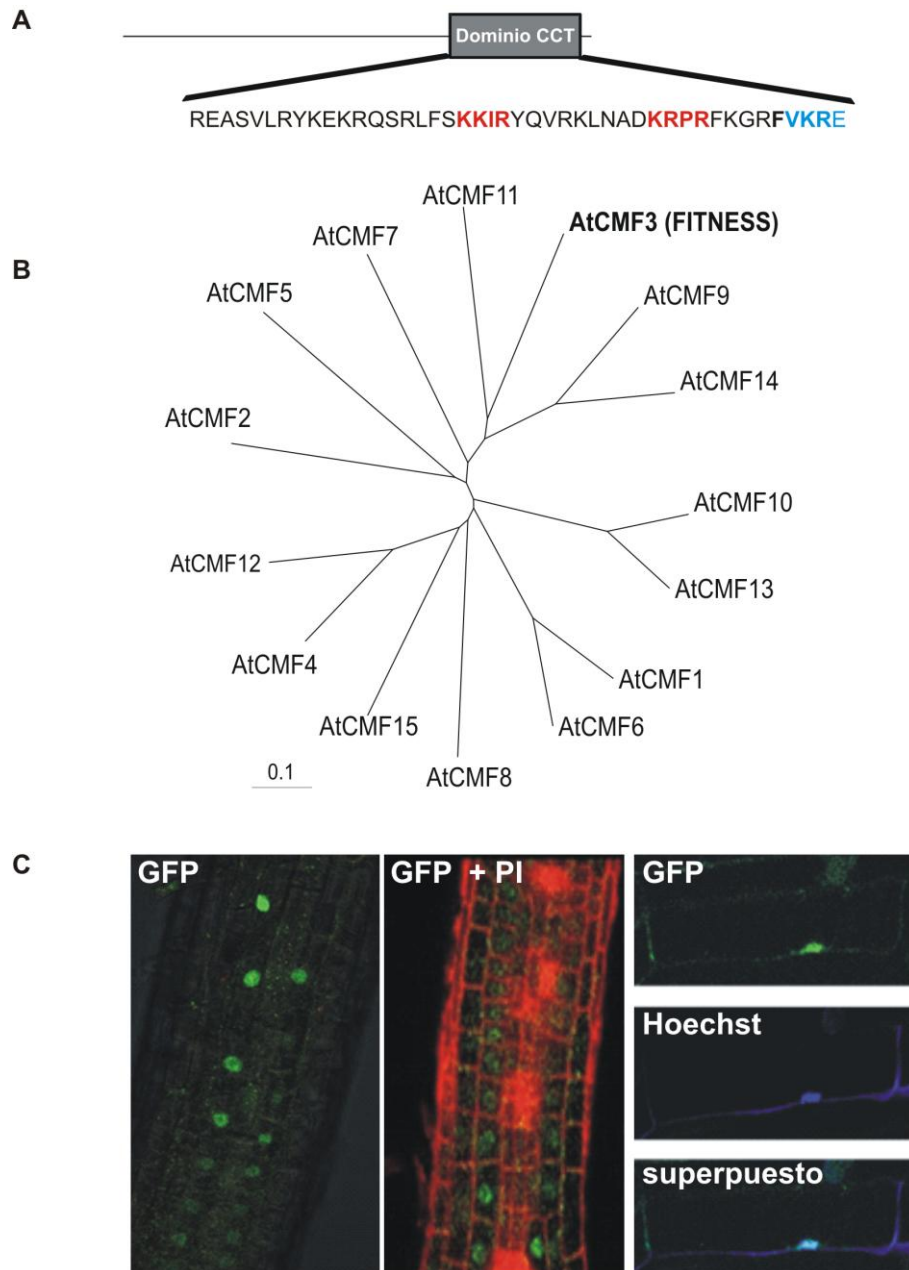 A
Dominio CCT
REASVLRYKEKRQSRLFSKKIRYQVRKLNADKRPRFKGRFVKRE
B
AtCMF11
AtCMF3 (FITNESS)
AtCMF7
AtCMF9
AtCMF5
AtCMF14
AtCMF2
AtCMF10
AtCMF12
AtCMF13
AtCMF4
AtCMF1
AtCMF15
AtCMF6
AtCMF8
0.1
C
GFP
GFP + PI
GFP
Hoechst
superpuesto